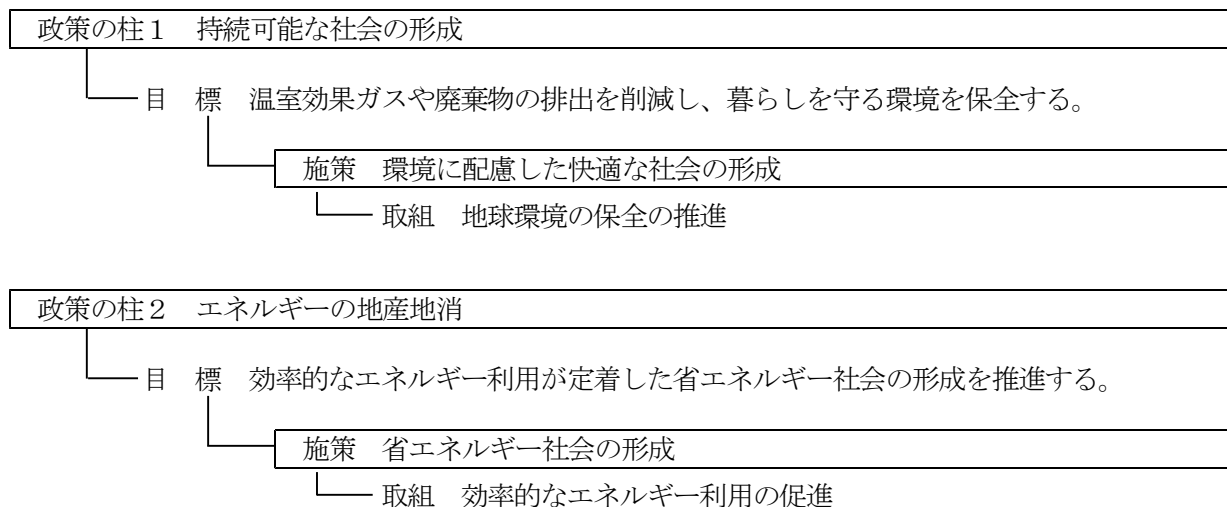 政策の柱１　持続可能な社会の形成
目　標　温室効果ガスや廃棄物の排出を削減し、暮らしを守る環境を保全する。
施策　環境に配慮した快適な社会の形成
取組　地球環境の保全の推進
政策の柱２　エネルギーの地産地消
目　標　効率的なエネルギー利用が定着した省エネルギー社会の形成を推進する。
施策　省エネルギー社会の形成
取組　効率的なエネルギー利用の促進